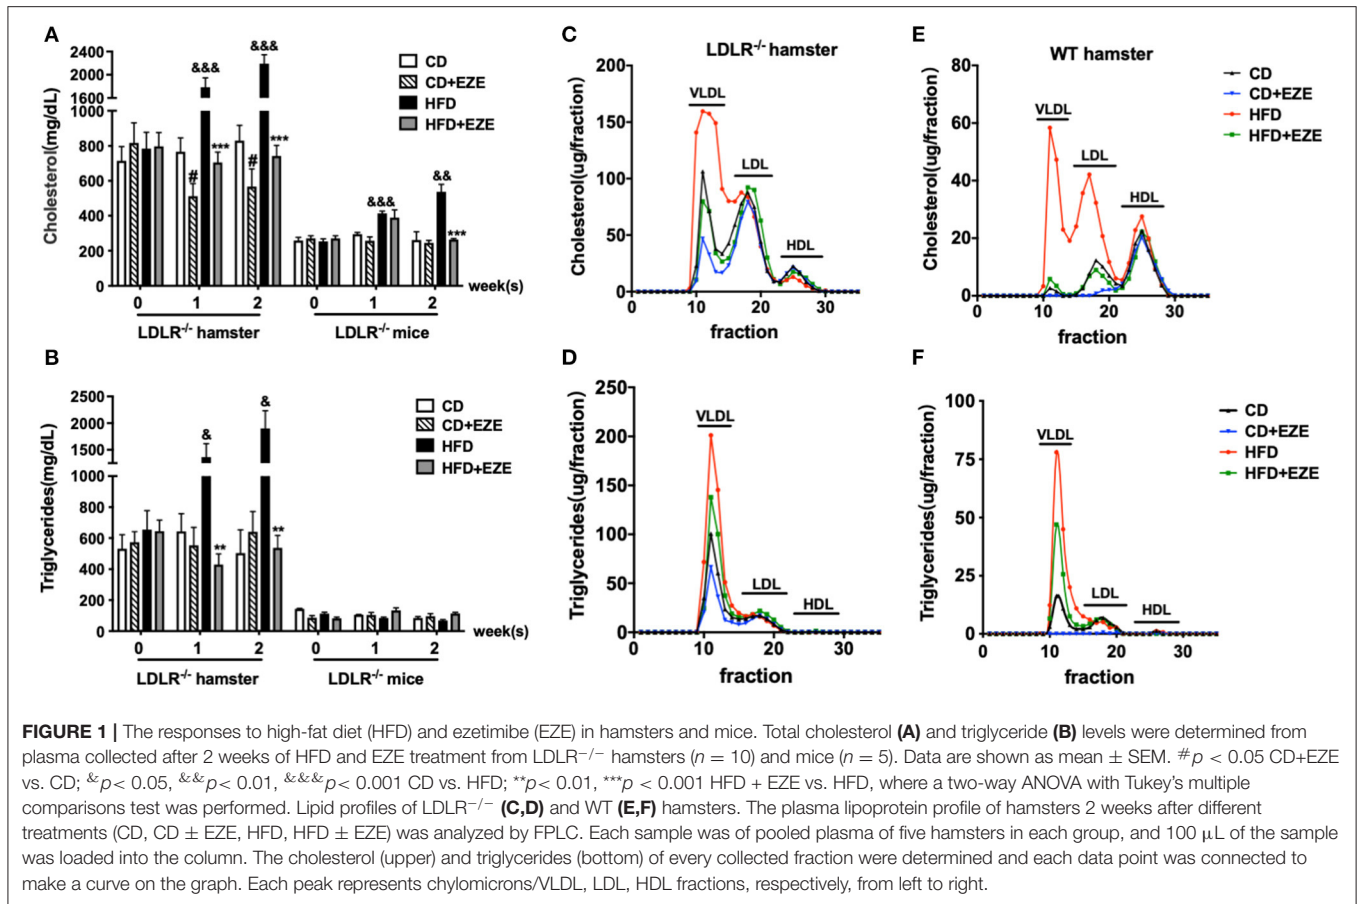 A
Cholesterol(mg/dL)
2400
2200
2000
1800
1600
1000
800
600
400
200
0
&&&
&&&
***
***
#
#
&&&
&&
***
CD
CD+EZE
HFD
HFD+EZE
0 1 2 0 1 2 week(s)
LDLR-/- hamster LDLR-/- mice
B
Triglycerides(mg/dL)
2500
2000
1500
1000
1000
800
600
400
200
0
&
&
**
**
CD
CD+EZE
HFD
HFD+EZE
0 1 2 0 1 2 week(s)
LDLR-/- hamster LDLR-/- mice
C
LDLR-/- hamster
Cholesterol(ug/fraction)
200
150
100
50
0
VLDL
LDL
HDL
0 10 20 30
fraction
D
Triglycerides(ug/fraction)
250
200
150
100
50
0
VLDL
LDL
HDL
0 10 20 30
fraction
E
WT hamster
Cholesterol(ug/fraction)
80
60
40
20
0
VLDL
LDL
HDL
CD
CD+EZE
HFD
HFD+EZE
0 10 20 30
fraction
F
Triglycerides(ug/fraction)
100
75
50
25
0
VLDL
LDL
HDL
CD
CD+EZE
HFD
HFD+EZE
0 10 20 30
fraction
FIGURE 1 | The responses to high-fat diet (HFD) and ezetimibe (EZE) in hamsters and mice. Total cholesterol (A) and triglyceride (B) levels were determined from
plasma collected after 2 weeks of HFD and EZE treatment from LDLR−/− hamsters (n = 10) and mice (n = 5). Data are shown as mean ± SEM. #p < 0.05 CD+EZE
vs. CD; &p< 0.05, &&p< 0.01, &&&p< 0.001 CD vs. HFD; **p< 0.01, ***p < 0.001 HFD + EZE vs. HFD, where a two-way ANOVA with Tukey's multiple
comparisons test was performed. Lipid profiles of LDLR−/− (C,D) and WT (E,F) hamsters. The plasma lipoprotein profile of hamsters 2 weeks after different
treatments (CD, CD ± EZE, HFD, HFD ± EZE) was analyzed by FPLC. Each sample was of pooled plasma of five hamsters in each group, and 100 μL of the sample
was loaded into the column. The cholesterol (upper) and triglycerides (bottom) of every collected fraction were determined and each data point was connected to
make a curve on the graph. Each peak represents chylomicrons/VLDL, LDL, HDL fractions, respectively, from left to right.